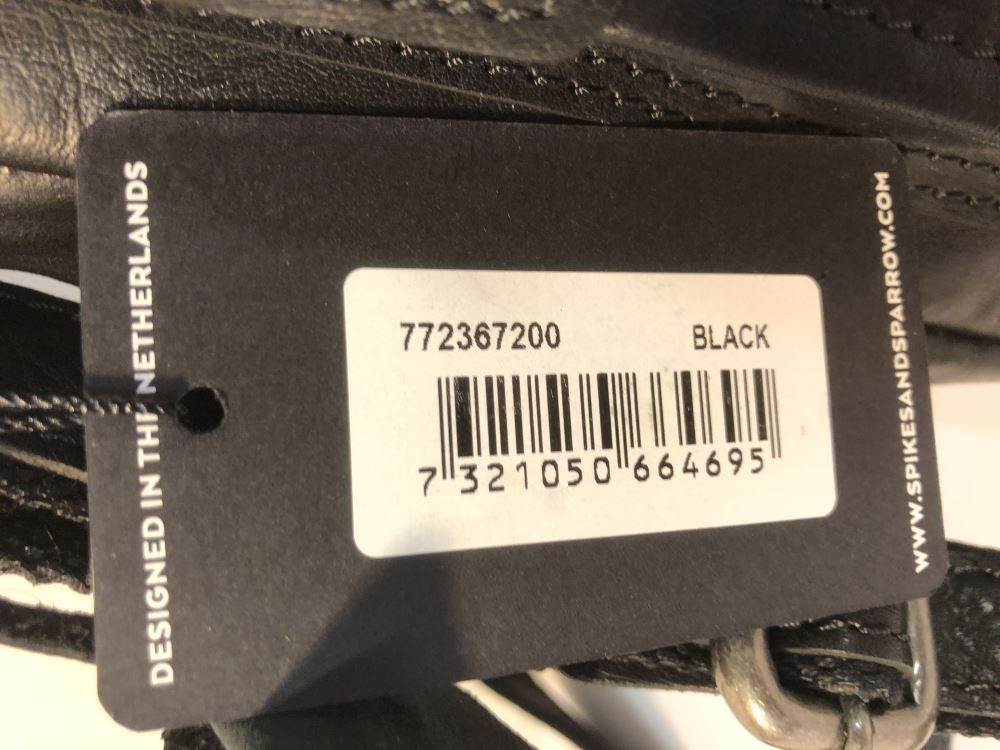 DESIGNED IN THE NETHERLANDS
772367200 BLACK
7 321050 664695
WWW.SPIKESANDSPARROW.COM